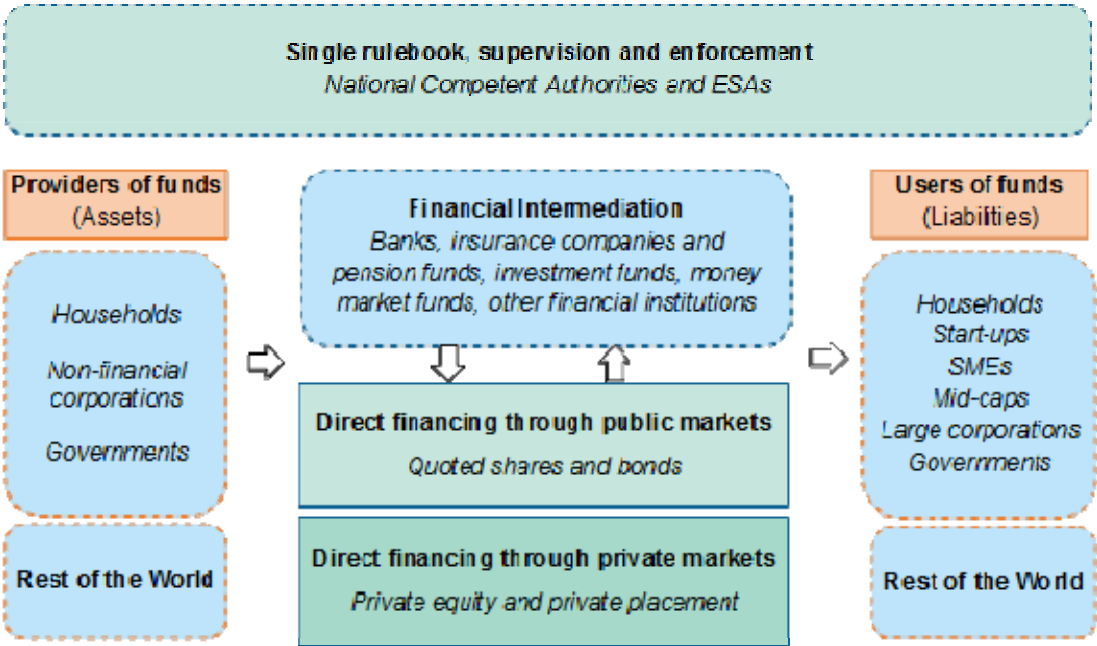 Single rulebook, supervision and enforcement
National Competent Authorities and ESAs
Providers of funds
(Assets)
Households
Non-financial
corporations
Governments
Rest of the World
Financial Intermediation
Banks, insurance companies and
pension funds, investment funds, money
market funds, other financial institutions
Direct financing through public markets
Quoted shares and bonds
Direct financing through private markets
Private equity and private placement
Users of funds
(Liabilities)
Households
Start-ups
SMEs
Mid-caps
Large corporations
Governments
Rest of the World